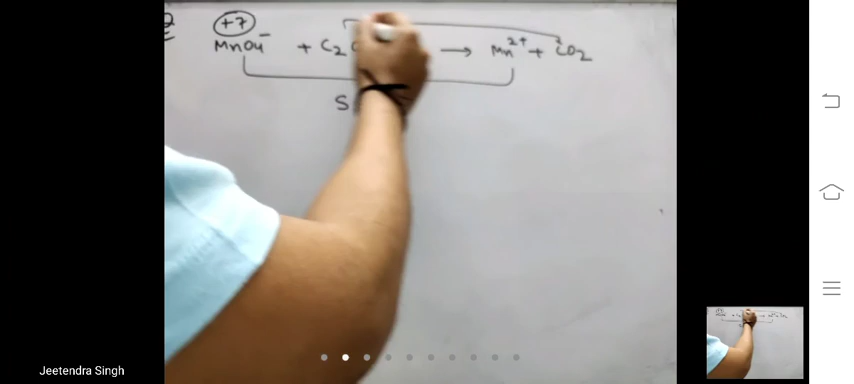 +7
MnO4⁻ + C2 → Mn²⁺ + CO2
S
Jeetendra Singh